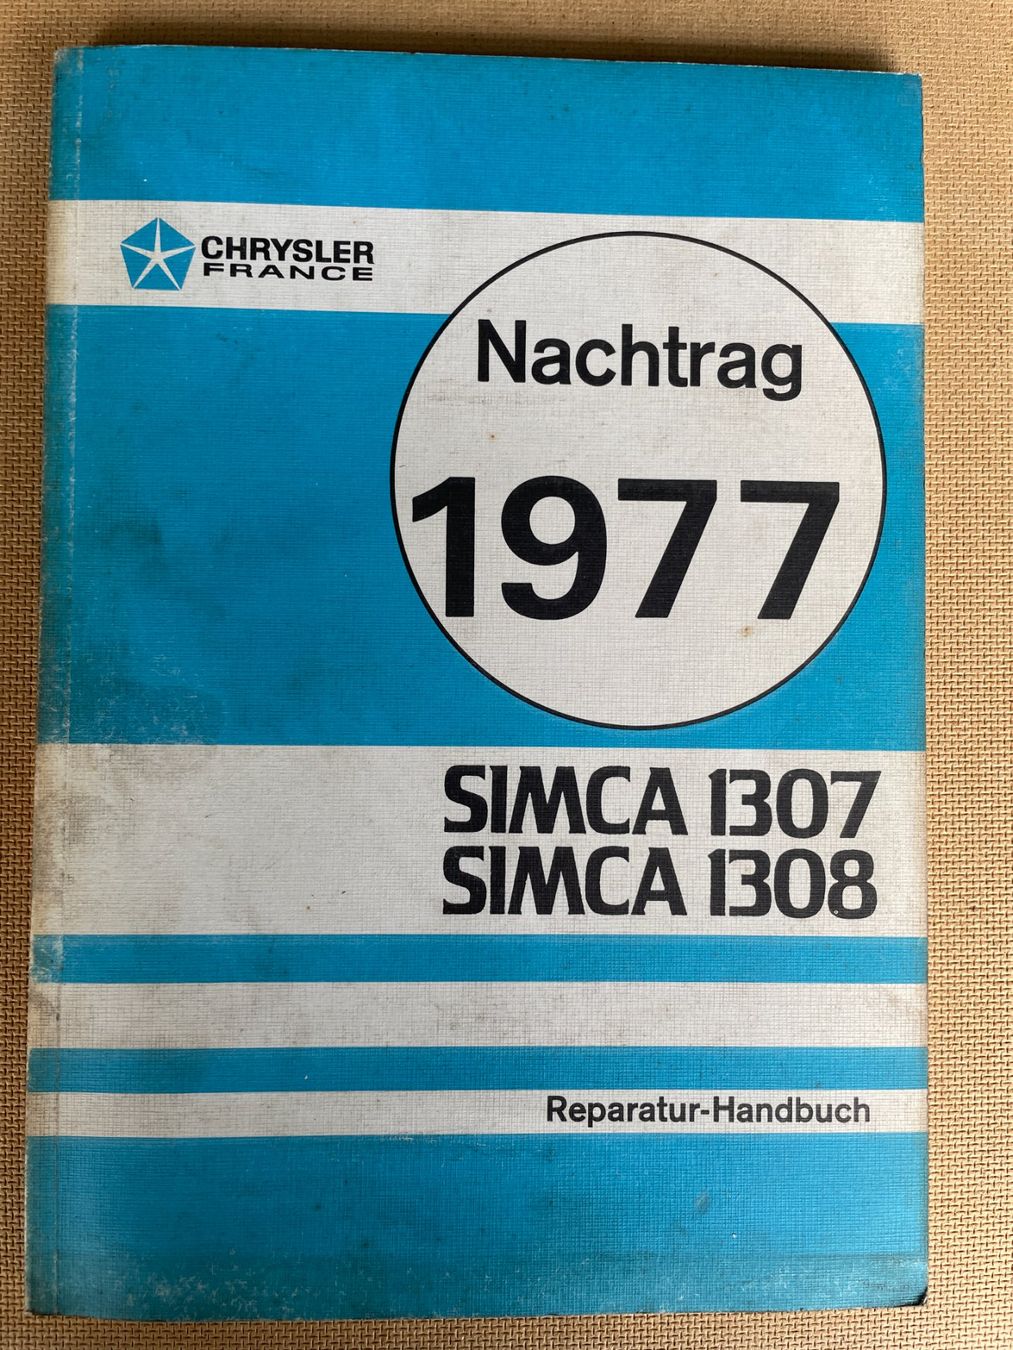 CHRYSLER
FRANCE
Nachtrag
1977
SIMCA 1307
SIMCA 1308
Reparatur-Handbuch